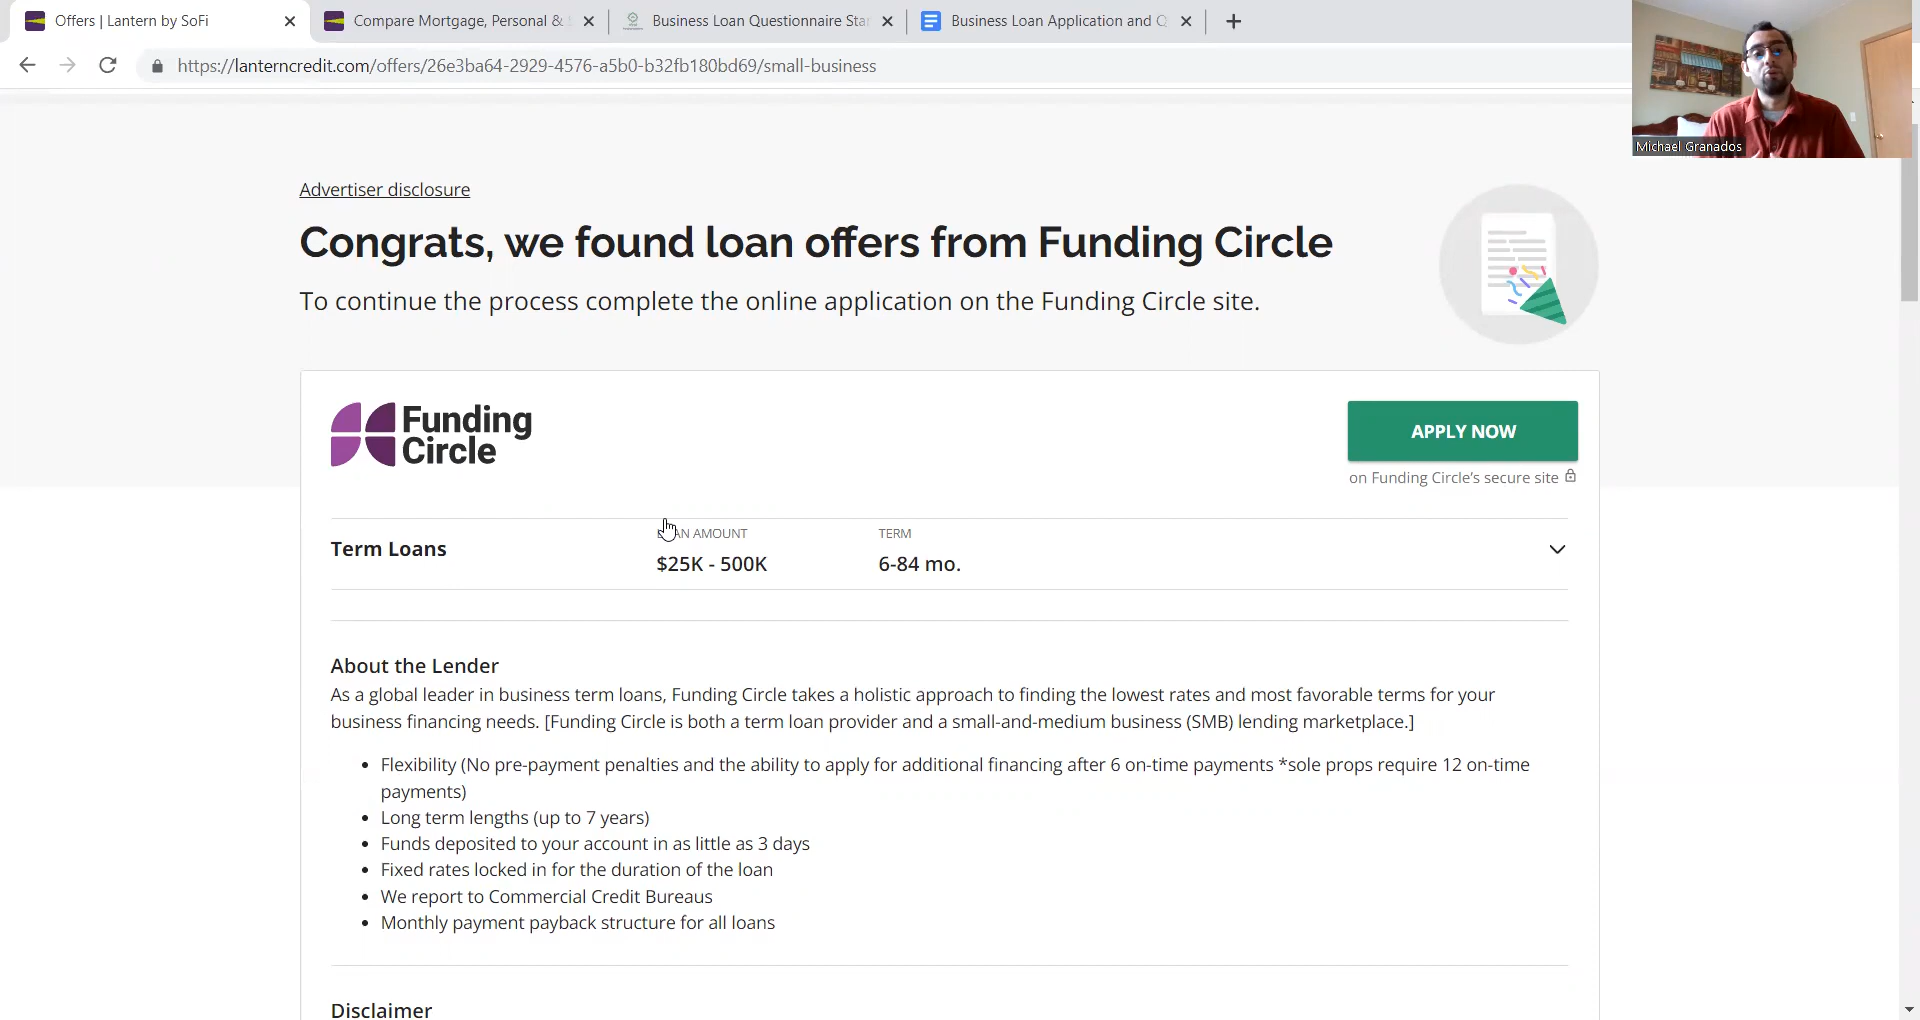 Offers | Lantern by SoFi
Compare Mortgage, Personal &
Business Loan Questionnaire Sta
Business Loan Application and Q
https://lanterncredit.com/offers/26e3ba64-2929-4576-a5b0-b32fb180bd69/small-business
Michael Granados
Advertiser disclosure
Congrats, we found loan offers from Funding Circle
To continue the process complete the online application on the Funding Circle site.
Funding
Circle
APPLY NOW
on Funding Circle's secure site
Term Loans
LOAN AMOUNT
TERM
$25K - 500K
6-84 mo.
About the Lender
As a global leader in business term loans, Funding Circle takes a holistic approach to finding the lowest rates and most favorable terms for your
business financing needs. [Funding Circle is both a term loan provider and a small-and-medium business (SMB) lending marketplace.]
• Flexibility (No pre-payment penalties and the ability to apply for additional financing after 6 on-time payments *sole props require 12 on-time
payments)
• Long term lengths (up to 7 years)
• Funds deposited to your account in as little as 3 days
• Fixed rates locked in for the duration of the loan
• We report to Commercial Credit Bureaus
• Monthly payment payback structure for all loans
Disclaimer